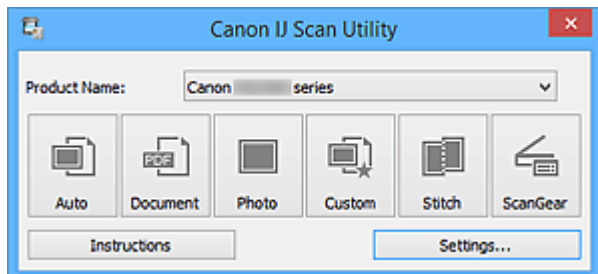 Canon IJ Scan Utility
Product Name: Canon series
Auto Document Photo Custom Stitch ScanGear
PDF
Instructions Settings...